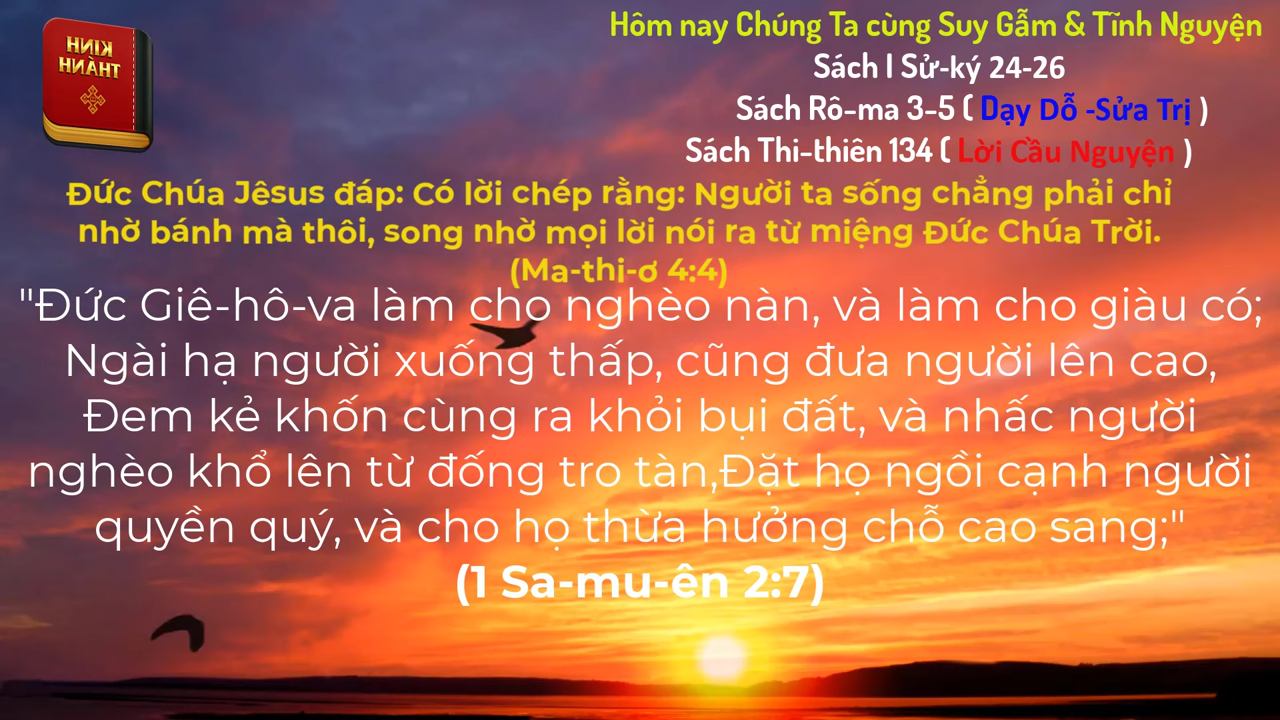 KINH
THÁNH
Hôm nay Chúng Ta cùng Suy Gẫm & Tĩnh Nguyện
Sách I Sử-ký 24-26
Sách Rô-ma 3-5 ( Dạy Dỗ -Sửa Trị )
Sách Thi-thiên 134 ( Lời Cầu Nguyện )
Đức Chúa Jêsus đáp: Có lời chép rằng: Người ta sống chẳng phải chỉ
nhờ bánh mà thôi, song nhờ mọi lời nói ra từ miệng Đức Chúa Trời.
(Ma-thi-ơ 4:4)
"Đức Giê-hô-va làm cho nghèo nàn, và làm cho giàu có;
Ngài hạ người xuống thấp, cũng đưa người lên cao,
Đem kẻ khốn cùng ra khỏi bụi đất, và nhấc người
nghèo khổ lên từ đống tro tàn,Đặt họ ngồi cạnh người
quyền quý, và cho họ thừa hưởng chỗ cao sang;"
(1 Sa-mu-ên 2:7)